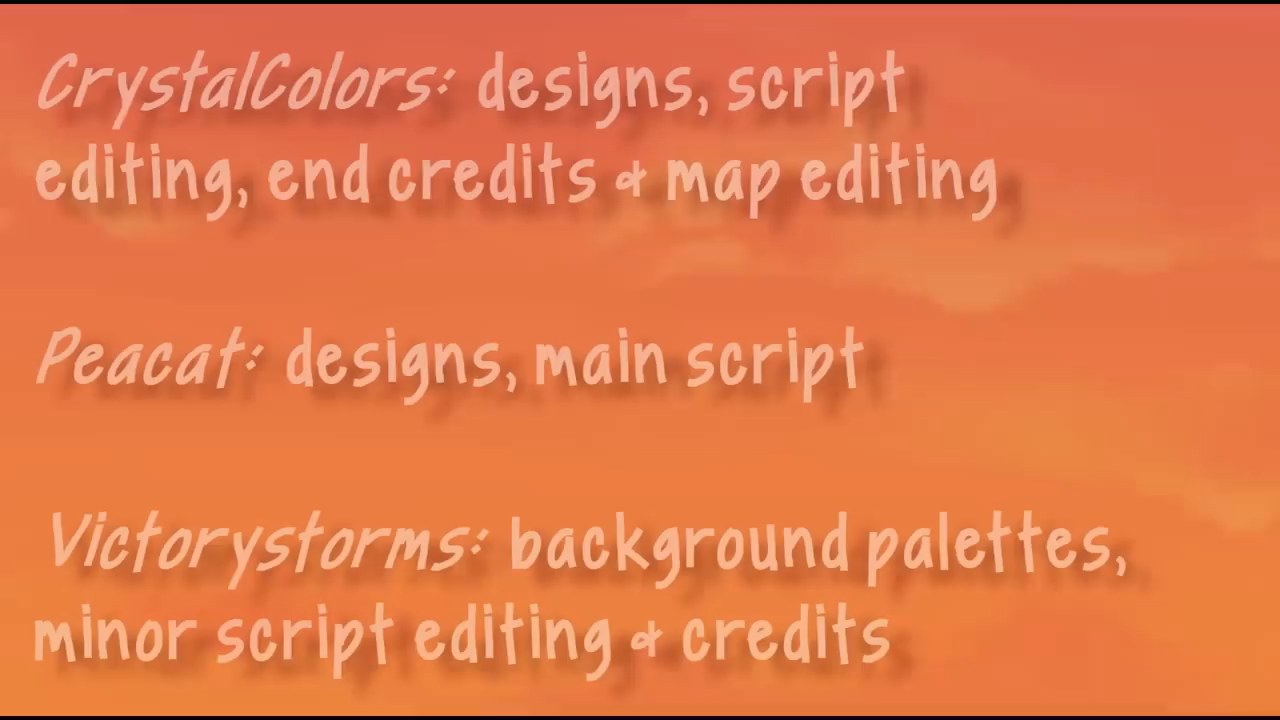 CrystalColors: designs, script
editing, end credits & map editing
Peacat: designs, main script
Victorystorms: background palettes,
minor script editing & credits